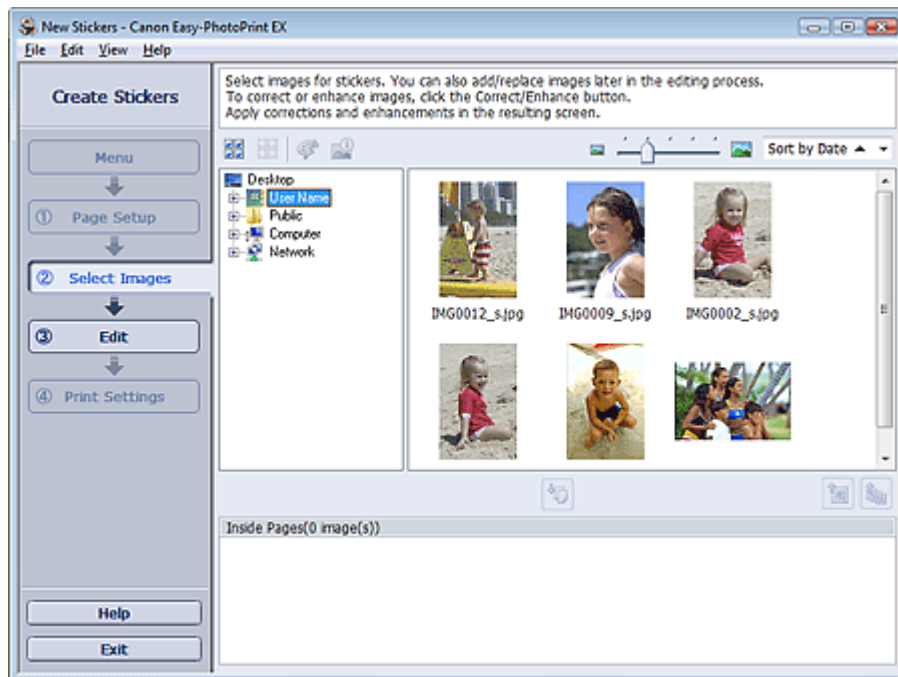 New Stickers - Canon Easy-PhotoPrint EX
File Edit View Help
Create Stickers
Menu
① Page Setup
② Select Images
③ Edit
④ Print Settings
Help
Exit
Select images for stickers. You can also add/replace images later in the editing process.
To correct or enhance images, click the Correct/Enhance button.
Apply corrections and enhancements in the resulting screen.
Sort by Date
Desktop
User Name
Public
Computer
Network
IMG0012_s.jpg IMG0009_s.jpg IMG0002_s.jpg
Inside Pages(0 image(s))